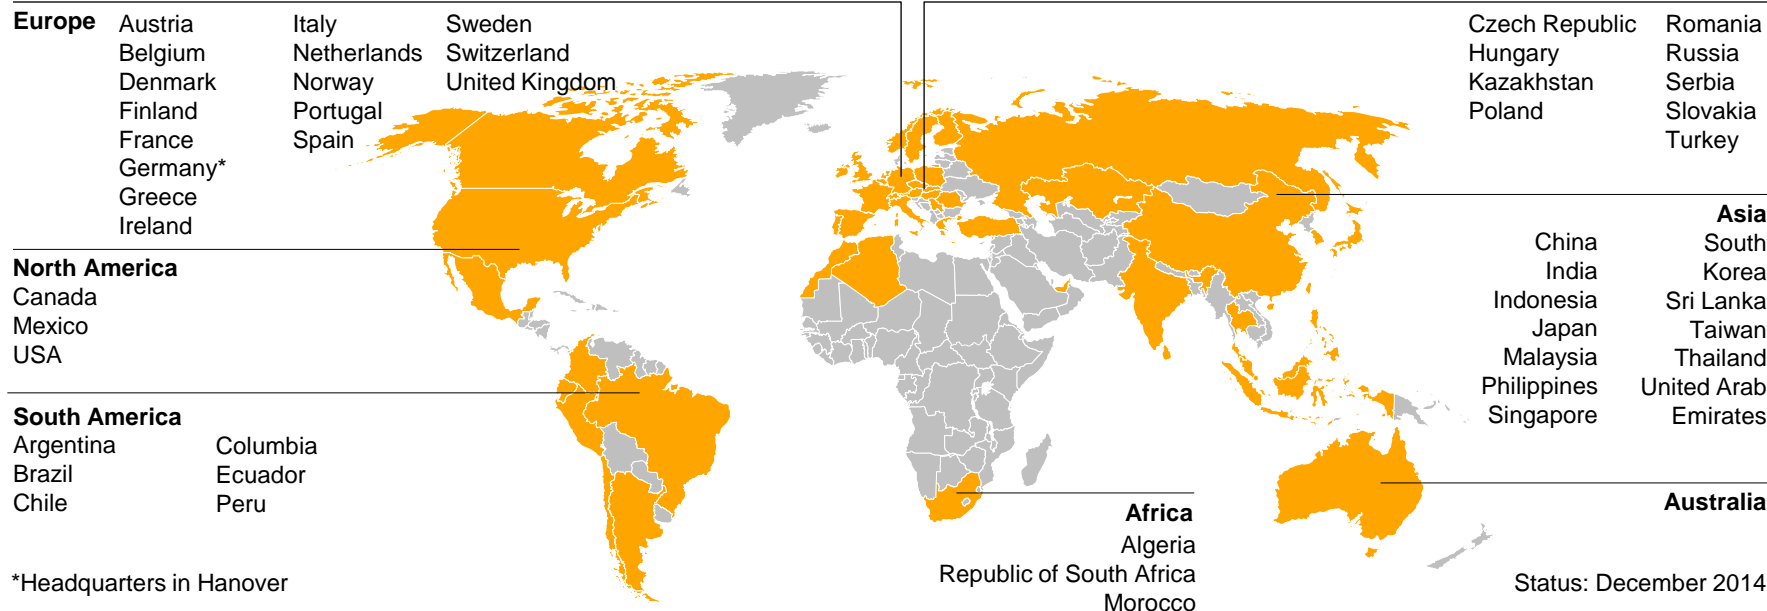 Europe
Austria
Belgium
Denmark
Finland
France
Germany*
Greece
Ireland
Italy
Netherlands
Norway
Portugal
Spain
Sweden
Switzerland
United Kingdom
Czech Republic
Hungary
Kazakhstan
Poland
Romania
Russia
Serbia
Slovakia
Turkey
North America
Canada
Mexico
USA
Asia
China
India
Indonesia
Japan
Malaysia
Philippines
Singapore
South
Korea
Sri Lanka
Taiwan
Thailand
United Arab
Emirates
South America
Argentina
Brazil
Chile
Columbia
Ecuador
Peru
Africa
Algeria
Republic of South Africa
Morocco
Australia
*Headquarters in Hanover
Status: December 2014